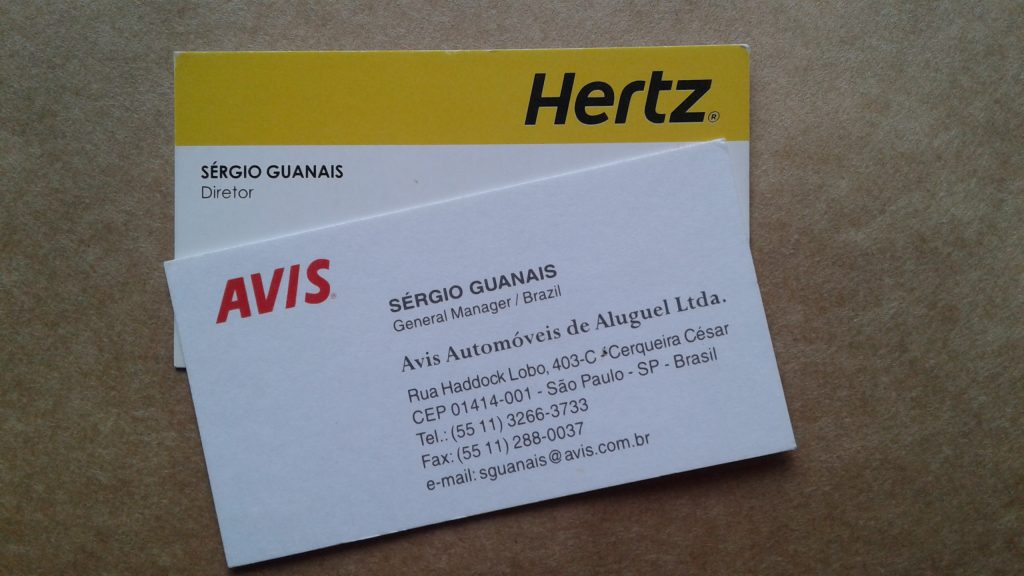 Hertz®
SÉRGIO GUANAIS
Diretor
AVIS®
SÉRGIO GUANAIS
General Manager / Brazil
Avis Automóveis de Aluguel Ltda.
Rua Haddock Lobo, 403-C - Cerqueira César
CEP 01414-001 - São Paulo - SP - Brasil
Tel.: (55 11) 3266-3733
Fax: (55 11) 288-0037
e-mail: sguanais@avis.com.br